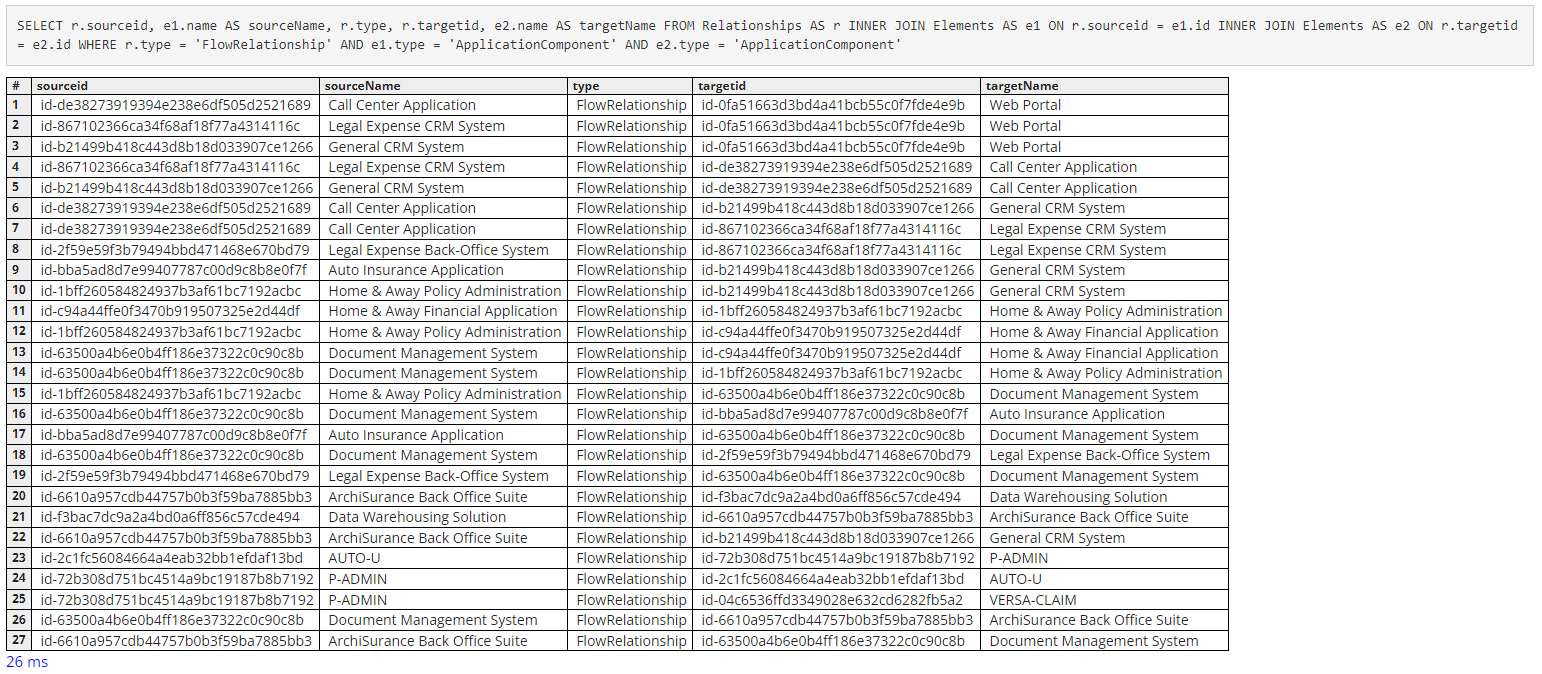 SELECT r.sourceid, e1.name AS sourceName, r.type, r.targetid, e2.name AS targetName FROM Relationships AS r INNER JOIN Elements AS e1 ON r.sourceid = e1.id INNER JOIN Elements AS e2 ON r.targetid
= e2.id WHERE r.type = 'FlowRelationship' AND e1.type = 'ApplicationComponent' AND e2.type = 'ApplicationComponent'
# sourceid sourceName type targetid targetName
1 id-de38273919394e238e6df505d2521689 Call Center Application FlowRelationship id-0fa51663d3bd4a41bcb55c0f7fde4e9b Web Portal
2 id-867102366ca34f68af18f77a4314116c Legal Expense CRM System FlowRelationship id-0fa51663d3bd4a41bcb55c0f7fde4e9b Web Portal
3 id-b21499b418c443d8b18d033907ce1266 General CRM System FlowRelationship id-0fa51663d3bd4a41bcb55c0f7fde4e9b Web Portal
4 id-867102366ca34f68af18f77a4314116c Legal Expense CRM System FlowRelationship id-de38273919394e238e6df505d2521689 Call Center Application
5 id-b21499b418c443d8b18d033907ce1266 General CRM System FlowRelationship id-de38273919394e238e6df505d2521689 Call Center Application
6 id-de38273919394e238e6df505d2521689 Call Center Application FlowRelationship id-b21499b418c443d8b18d033907ce1266 General CRM System
7 id-de38273919394e238e6df505d2521689 Call Center Application FlowRelationship id-867102366ca34f68af18f77a4314116c Legal Expense CRM System
8 id-2f59e59f3b79494bbd471468e670bd79 Legal Expense Back-Office System FlowRelationship id-867102366ca34f68af18f77a4314116c Legal Expense CRM System
9 id-bba5ad8d7e99407787c00d9c8b8e0f7f Auto Insurance Application FlowRelationship id-b21499b418c443d8b18d033907ce1266 General CRM System
10 id-1bff260584824937b3af61bc7192acbc Home & Away Policy Administration FlowRelationship id-b21499b418c443d8b18d033907ce1266 General CRM System
11 id-c94a44ffe0f3470b919507325e2d44df Home & Away Financial Application FlowRelationship id-1bff260584824937b3af61bc7192acbc Home & Away Policy Administration
12 id-1bff260584824937b3af61bc7192acbc Home & Away Policy Administration FlowRelationship id-c94a44ffe0f3470b919507325e2d44df Home & Away Financial Application
13 id-63500a4b6e0b4ff186e37322c0c90c8b Document Management System FlowRelationship id-c94a44ffe0f3470b919507325e2d44df Home & Away Financial Application
14 id-63500a4b6e0b4ff186e37322c0c90c8b Document Management System FlowRelationship id-1bff260584824937b3af61bc7192acbc Home & Away Policy Administration
15 id-1bff260584824937b3af61bc7192acbc Home & Away Policy Administration FlowRelationship id-63500a4b6e0b4ff186e37322c0c90c8b Document Management System
16 id-63500a4b6e0b4ff186e37322c0c90c8b Document Management System FlowRelationship id-bba5ad8d7e99407787c00d9c8b8e0f7f Auto Insurance Application
17 id-bba5ad8d7e99407787c00d9c8b8e0f7f Auto Insurance Application FlowRelationship id-63500a4b6e0b4ff186e37322c0c90c8b Document Management System
18 id-63500a4b6e0b4ff186e37322c0c90c8b Document Management System FlowRelationship id-2f59e59f3b79494bbd471468e670bd79 Legal Expense Back-Office System
19 id-2f59e59f3b79494bbd471468e670bd79 Legal Expense Back-Office System FlowRelationship id-63500a4b6e0b4ff186e37322c0c90c8b Document Management System
20 id-6610a957cdb44757b0b3f59ba7885bb3 ArchiSurance Back Office Suite FlowRelationship id-f3bac7dc9a2a4bd0a6ff856c57cde494 Data Warehousing Solution
21 id-f3bac7dc9a2a4bd0a6ff856c57cde494 Data Warehousing Solution FlowRelationship id-6610a957cdb44757b0b3f59ba7885bb3 ArchiSurance Back Office Suite
22 id-6610a957cdb44757b0b3f59ba7885bb3 ArchiSurance Back Office Suite FlowRelationship id-b21499b418c443d8b18d033907ce1266 General CRM System
23 id-2c1fc56084664a4eab32bb1efdaf13bd AUTO-U FlowRelationship id-72b308d751bc4514a9bc19187b8b7192 P-ADMIN
24 id-72b308d751bc4514a9bc19187b8b7192 P-ADMIN FlowRelationship id-2c1fc56084664a4eab32bb1efdaf13bd AUTO-U
25 id-72b308d751bc4514a9bc19187b8b7192 P-ADMIN FlowRelationship id-04c6536ffd3349028e632cd6282fb5a2 VERSA-CLAIM
26 id-63500a4b6e0b4ff186e37322c0c90c8b Document Management System FlowRelationship id-6610a957cdb44757b0b3f59ba7885bb3 ArchiSurance Back Office Suite
27 id-6610a957cdb44757b0b3f59ba7885bb3 ArchiSurance Back Office Suite FlowRelationship id-63500a4b6e0b4ff186e37322c0c90c8b Document Management System
26 ms